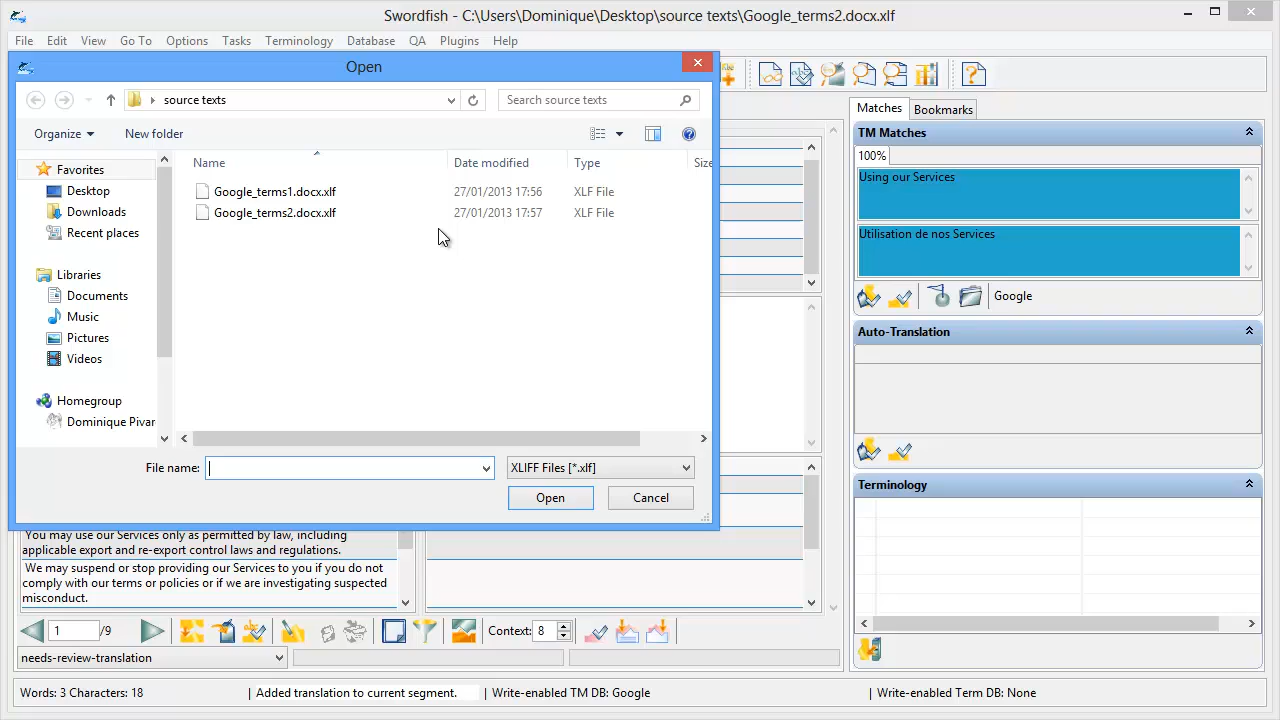 Swordfish - C:\Users\Dominique\Desktop\source texts\Google_terms2.docx.xlf
File Edit View Go To Options Tasks Terminology Database QA Plugins Help
Open
source texts
Search source texts
Organize New folder
Name Date modified Type Size
Favorites
Desktop
Downloads
Recent places
Libraries
Documents
Music
Pictures
Videos
Homegroup
Dominique Pivar
Google_terms1.docx.xlf 27/01/2013 17:56 XLF File
Google_terms2.docx.xlf 27/01/2013 17:57 XLF File
File name: XLIFF Files [*.xlf]
Open Cancel
You may use our Services only as permitted by law, including
applicable export and re-export control laws and regulations.
We may suspend or stop providing our Services to you if you do not
comply with our terms or policies or if we are investigating suspected
misconduct.
1 /9 Context: 8
needs-review-translation
Matches Bookmarks
TM Matches
100%
Using our Services
Utilisation de nos Services
Google
Auto-Translation
Terminology
Words: 3 Characters: 18 | Added translation to current segment. | Write-enabled TM DB: Google | Write-enabled Term DB: None